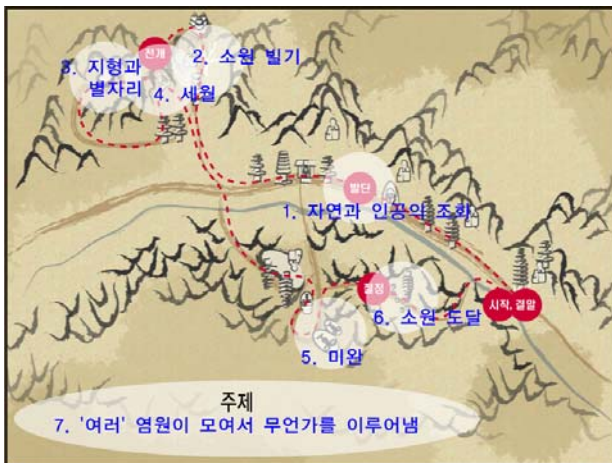 전개
2. 소원 빌기
3. 지형과
별자리
4. 세월
발단
1. 자연과 인공의 조화
절정
시작, 결말
6. 소원 도달
5. 미완
주제
7. '여러' 염원이 모여서 무언가를 이루어냄